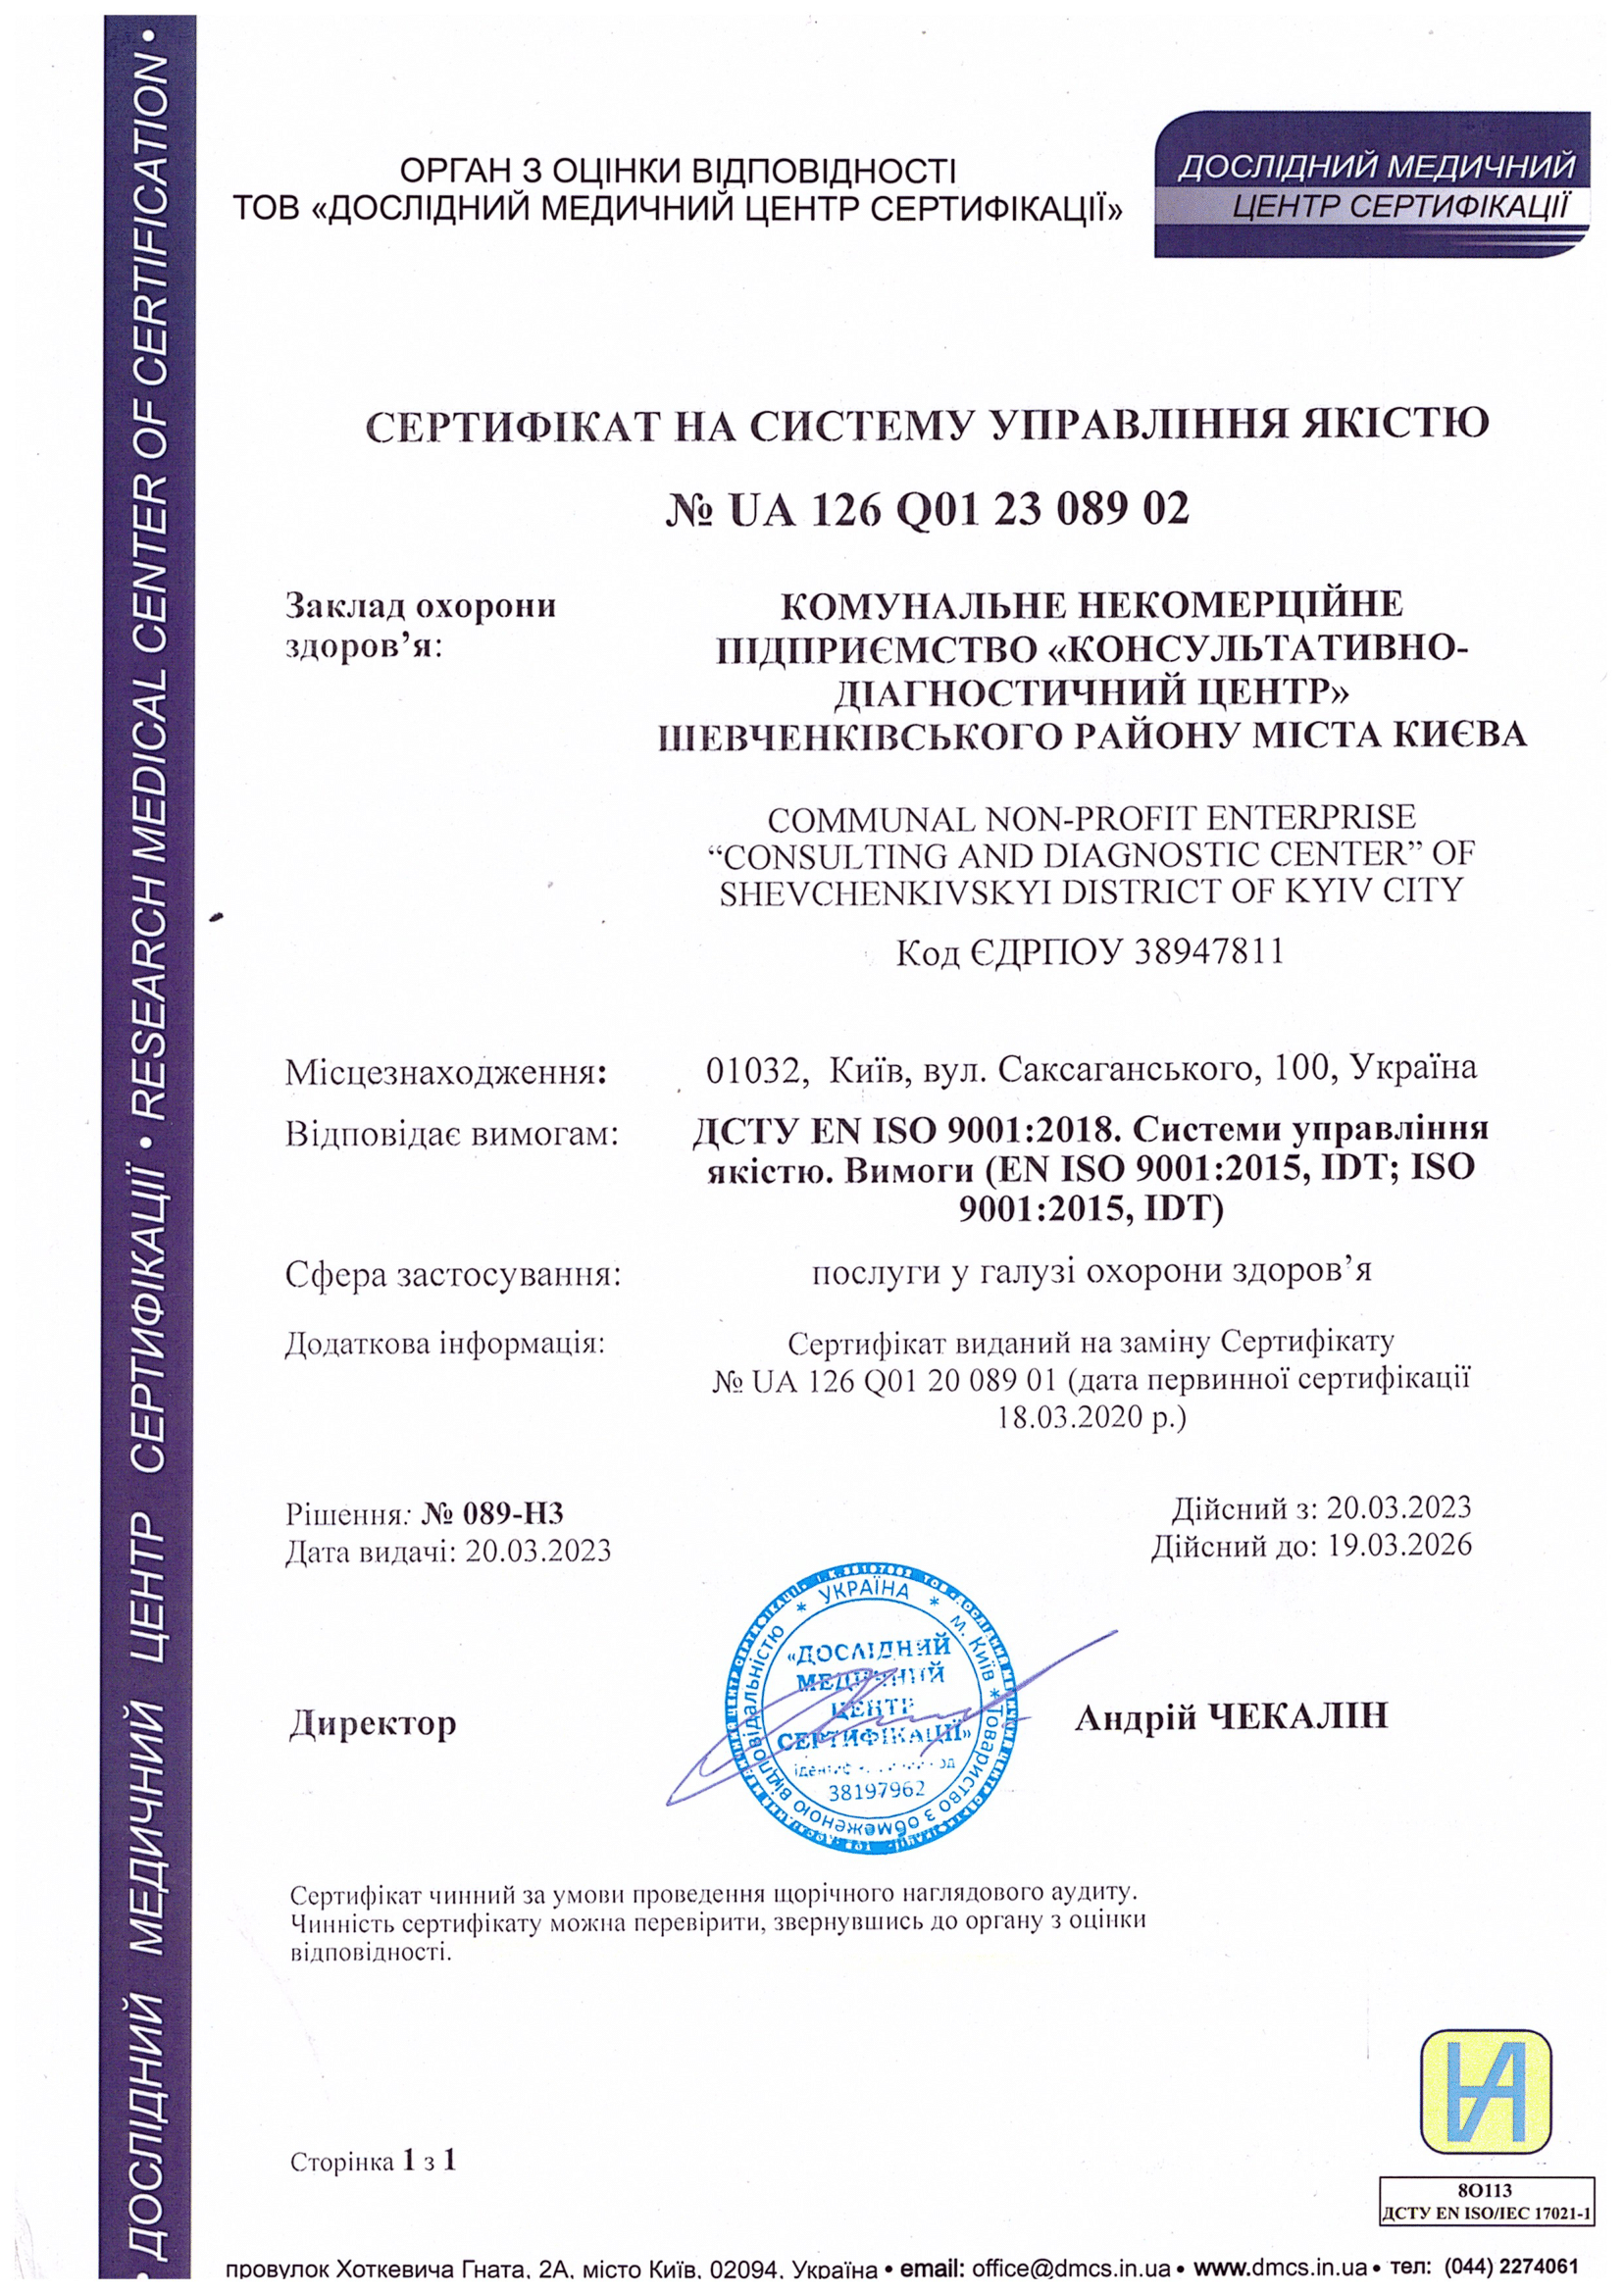 ОРГАН З ОЦІНКИ ВІДПОВІДНОСТІ
ТОВ «ДОСЛІДНИЙ МЕДИЧНИЙ ЦЕНТР СЕРТИФІКАЦІЇ»
ДОСЛІДНИЙ МЕДИЧНИЙ
ЦЕНТР СЕРТИФІКАЦІЇ
• ДОСЛІДНИЙ МЕДИЧНИЙ ЦЕНТР СЕРТИФІКАЦІЇ • RESEARCH MEDICAL CENTER OF CERTIFICATION •
СЕРТИФІКАТ НА СИСТЕМУ УПРАВЛІННЯ ЯКІСТЮ
№ UA 126 Q01 23 089 02
Заклад охорони
здоров’я:
КОМУНАЛЬНЕ НЕКОМЕРЦІЙНЕ
ПІДПРИЄМСТВО «КОНСУЛЬТАТИВНО-
ДІАГНОСТИЧНИЙ ЦЕНТР»
ШЕВЧЕНКІВСЬКОГО РАЙОНУ МІСТА КИЄВА
COMMUNAL NON-PROFIT ENTERPRISE
“CONSULTING AND DIAGNOSTIC CENTER” OF
SHEVCHENKIVSKYI DISTRICT OF KYIV CITY
Код ЄДРПОУ 38947811
Місцезнаходження: 01032, Київ, вул. Саксаганського, 100, Україна
Відповідає вимогам: ДСТУ EN ISO 9001:2018. Системи управління
якістю. Вимоги (EN ISO 9001:2015, IDT; ISO
9001:2015, IDT)
Сфера застосування: послуги у галузі охорони здоров’я
Додаткова інформація: Сертифікат виданий на заміну Сертифікату
№ UA 126 Q01 20 089 01 (дата первинної сертифікації
18.03.2020 р.)
Рішення: № 089-Н3 Дійсний з: 20.03.2023
Дата видачі: 20.03.2023 Дійсний до: 19.03.2026
* УКРАЇНА * м. Київ * Товариство з обмеженою відповідальністю
«ДОСЛІДНИЙ
МЕДИЧНИЙ
ЦЕНТР
СЕРТИФІКАЦІЇ»
38197962
Директор Андрій ЧЕКАЛІН
Сертифікат чинний за умови проведення щорічного наглядового аудиту.
Чинність сертифікату можна перевірити, звернувшись до органу з оцінки
відповідності.
Сторінка 1 з 1
8О113
ДСТУ EN ISO/IEC 17021-1
провулок Хоткевича Гната, 2А, місто Київ, 02094, Україна • email: office@dmcs.in.ua • www.dmcs.in.ua • тел: (044) 2274061